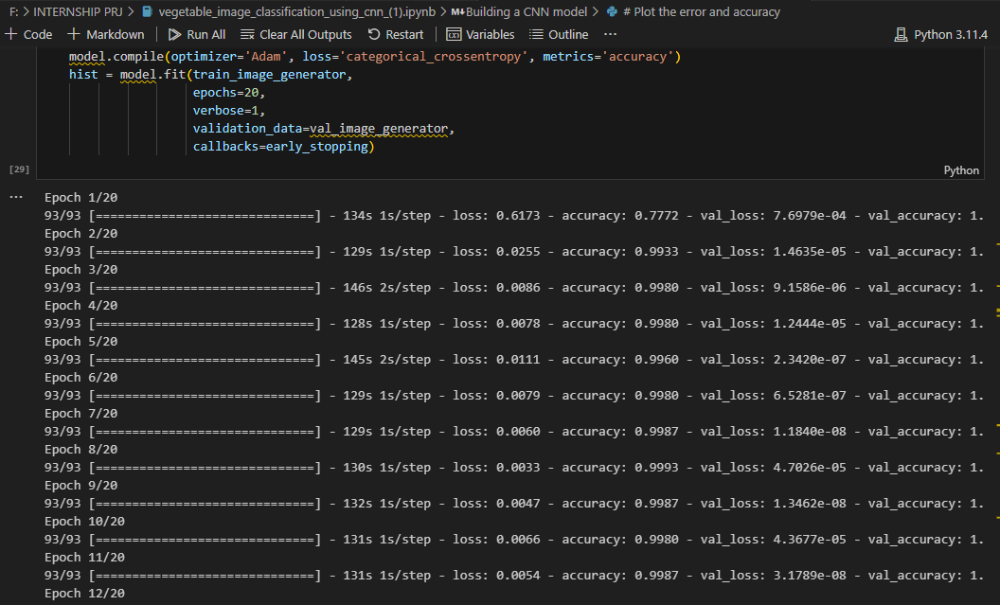 F: > INTERNSHIP PRJ > vegetable_image_classification_using_cnn_(1).ipynb > M↓Building a CNN model > # Plot the error and accuracy
+ Code + Markdown | Run All Clear All Outputs Restart | Variables Outline ··· Python 3.11.4
model.compile(optimizer='Adam', loss='categorical_crossentropy', metrics='accuracy')
hist = model.fit(train_image_generator,
epochs=20,
verbose=1,
validation_data=val_image_generator,
callbacks=early_stopping)
[29] Python
··· Epoch 1/20
93/93 [==============================] - 134s 1s/step - loss: 0.6173 - accuracy: 0.7772 - val_loss: 7.6979e-04 - val_accuracy: 1.
Epoch 2/20
93/93 [==============================] - 129s 1s/step - loss: 0.0255 - accuracy: 0.9933 - val_loss: 1.4635e-05 - val_accuracy: 1.
Epoch 3/20
93/93 [==============================] - 146s 2s/step - loss: 0.0086 - accuracy: 0.9980 - val_loss: 9.1586e-06 - val_accuracy: 1.
Epoch 4/20
93/93 [==============================] - 128s 1s/step - loss: 0.0078 - accuracy: 0.9980 - val_loss: 1.2444e-05 - val_accuracy: 1.
Epoch 5/20
93/93 [==============================] - 145s 2s/step - loss: 0.0111 - accuracy: 0.9960 - val_loss: 2.3420e-07 - val_accuracy: 1.
Epoch 6/20
93/93 [==============================] - 129s 1s/step - loss: 0.0079 - accuracy: 0.9980 - val_loss: 6.5281e-07 - val_accuracy: 1.
Epoch 7/20
93/93 [==============================] - 129s 1s/step - loss: 0.0060 - accuracy: 0.9987 - val_loss: 1.1840e-08 - val_accuracy: 1.
Epoch 8/20
93/93 [==============================] - 130s 1s/step - loss: 0.0033 - accuracy: 0.9993 - val_loss: 4.7026e-05 - val_accuracy: 1.
Epoch 9/20
93/93 [==============================] - 132s 1s/step - loss: 0.0047 - accuracy: 0.9987 - val_loss: 1.3462e-08 - val_accuracy: 1.
Epoch 10/20
93/93 [==============================] - 131s 1s/step - loss: 0.0066 - accuracy: 0.9980 - val_loss: 4.3677e-05 - val_accuracy: 1.
Epoch 11/20
93/93 [==============================] - 131s 1s/step - loss: 0.0054 - accuracy: 0.9987 - val_loss: 3.1789e-08 - val_accuracy: 1.
Epoch 12/20